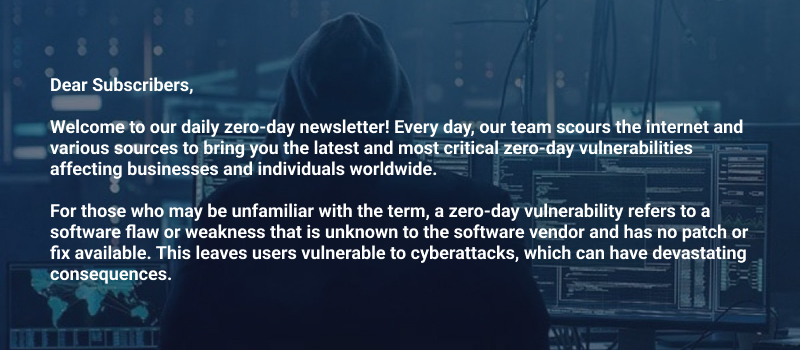 Dear Subscribers,
Welcome to our daily zero-day newsletter! Every day, our team scours the internet and
various sources to bring you the latest and most critical zero-day vulnerabilities
affecting businesses and individuals worldwide.
For those who may be unfamiliar with the term, a zero-day vulnerability refers to a
software flaw or weakness that is unknown to the software vendor and has no patch or
fix available. This leaves users vulnerable to cyberattacks, which can have devastating
consequences.